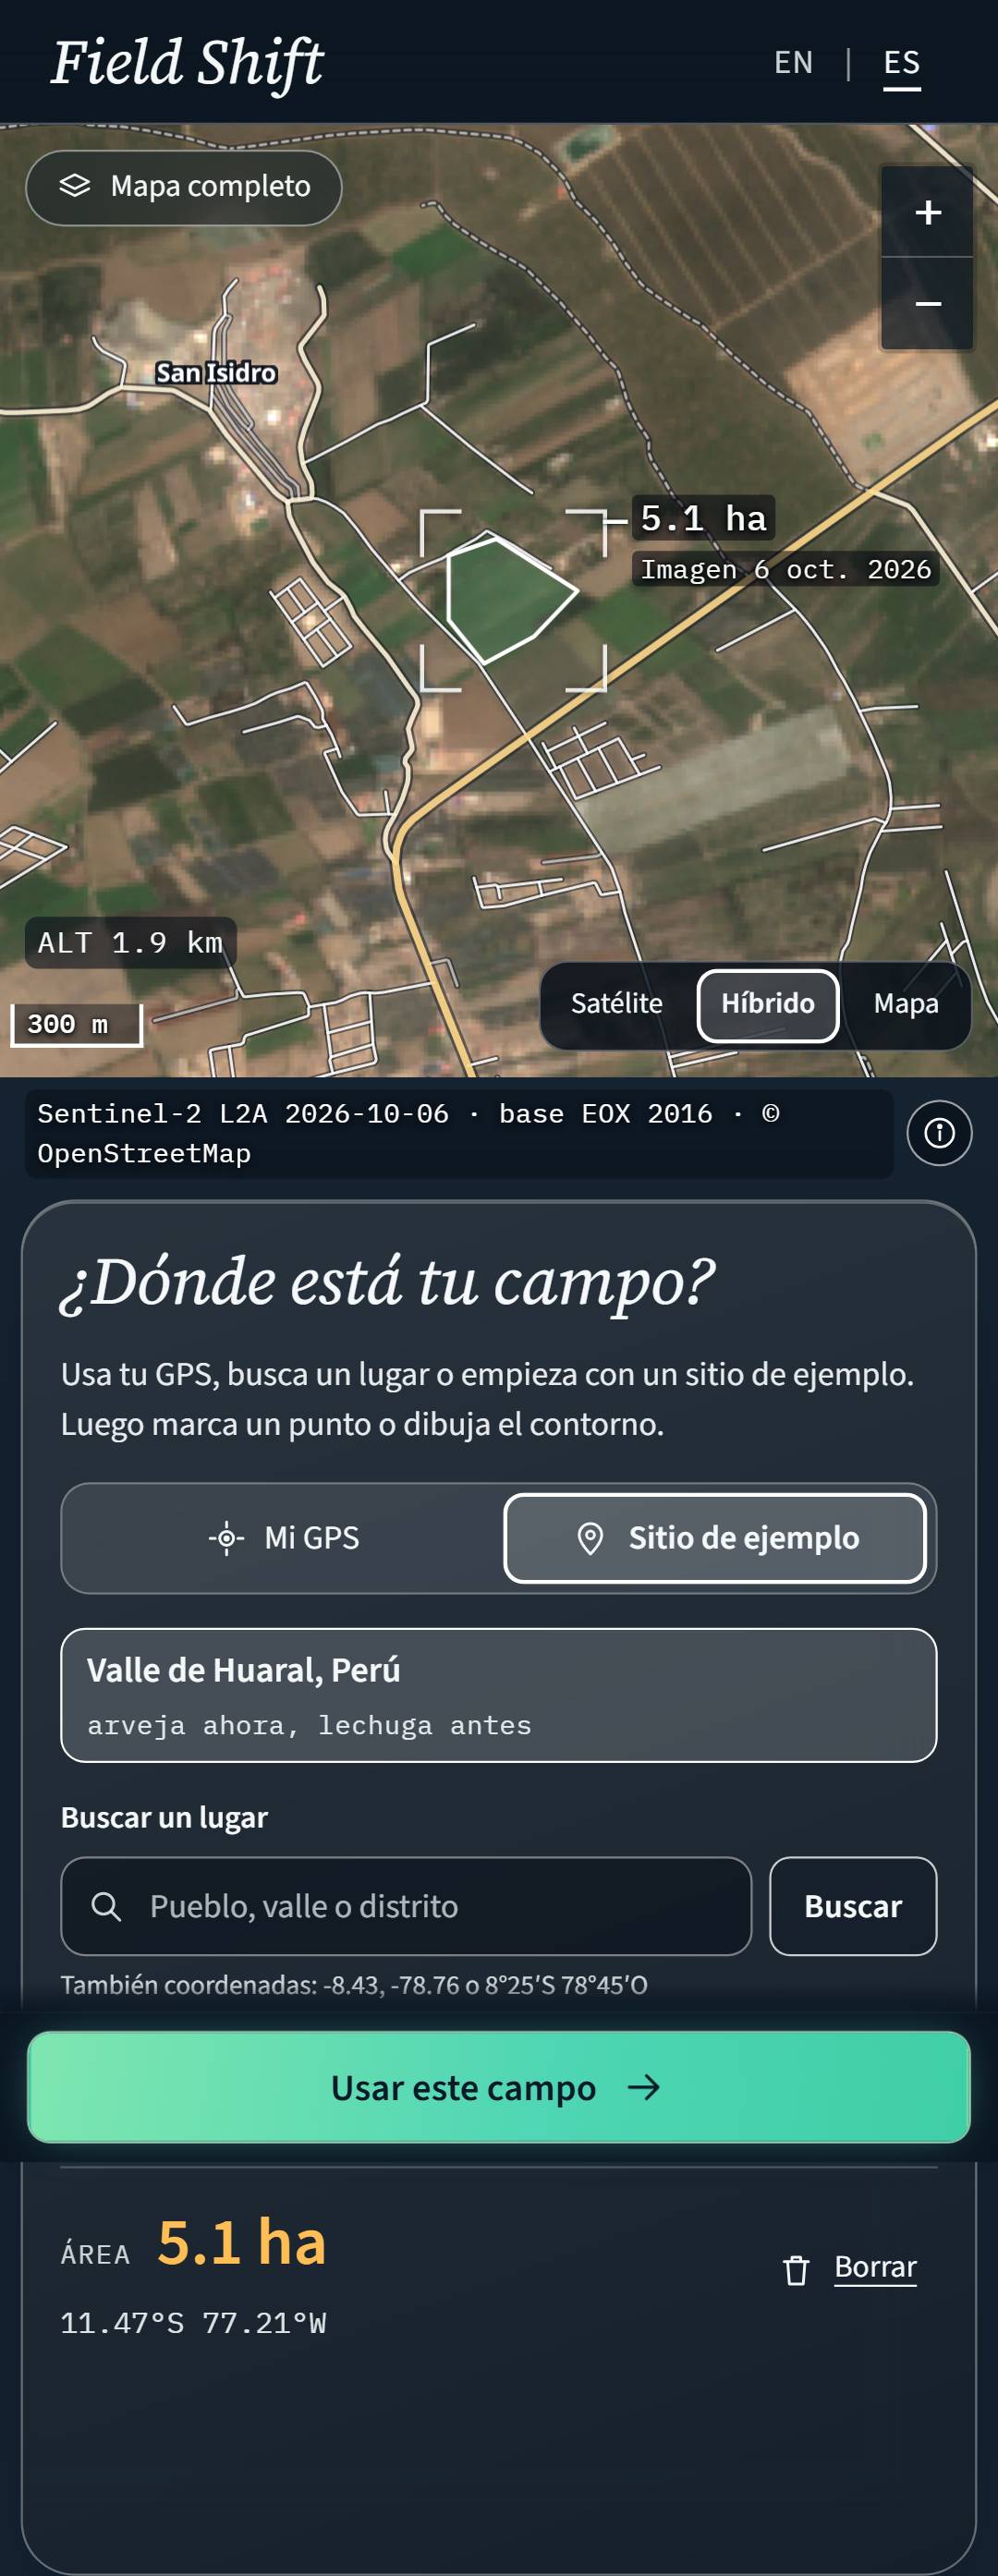 Field Shift
EN | ES
Mapa completo
+
−
San Isidro
5.1 ha
Imagen 6 oct. 2026
ALT 1.9 km
300 m
Satélite Híbrido Mapa
Sentinel-2 L2A 2026-10-06 · base EOX 2016 · ©
OpenStreetMap
¿Dónde está tu campo?
Usa tu GPS, busca un lugar o empieza con un sitio de ejemplo.
Luego marca un punto o dibuja el contorno.
Mi GPS Sitio de ejemplo
Valle de Huaral, Perú
arveja ahora, lechuga antes
Buscar un lugar
Pueblo, valle o distrito Buscar
También coordenadas: -8.43, -78.76 o 8°25′S 78°45′O
Usar este campo →
ÁREA 5.1 ha Borrar
11.47°S 77.21°W